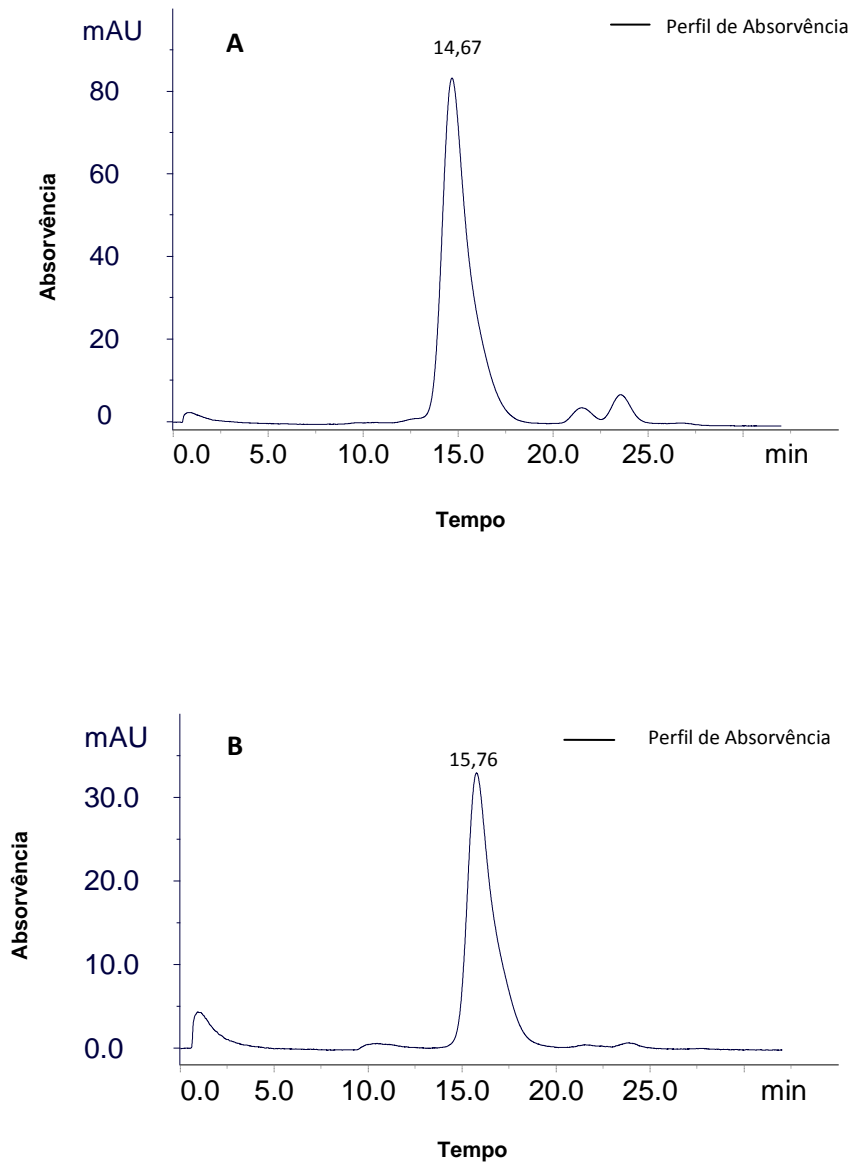 mAU
A
14,67
Perfil de Absorvência
80
60
40
20
0
Absorvência
0.0 5.0 10.0 15.0 20.0 25.0 min
Tempo
mAU
B
15,76
Perfil de Absorvência
30.0
20.0
10.0
0.0
Absorvência
0.0 5.0 10.0 15.0 20.0 25.0 min
Tempo